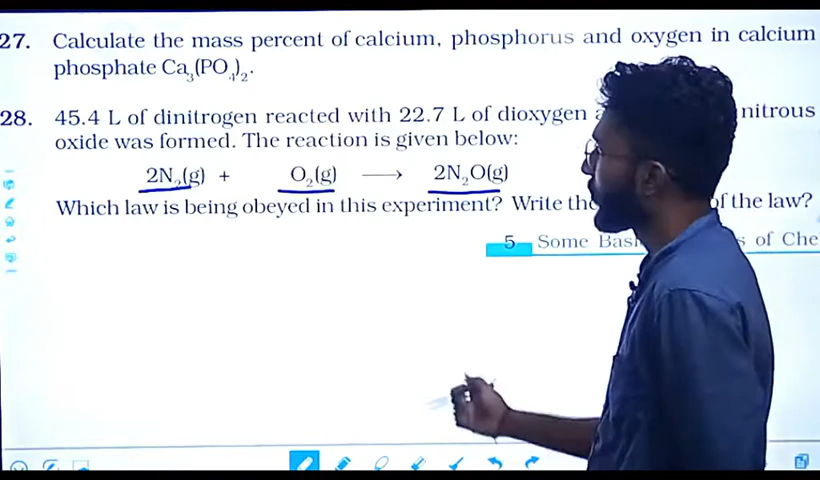 27. Calculate the mass percent of calcium, phosphorus and oxygen in calcium
phosphate Ca₃(PO₄)₂.
28. 45.4 L of dinitrogen reacted with 22.7 L of dioxygen nitrous
oxide was formed. The reaction is given below:
2N₂(g) + O₂(g) ⟶ 2N₂O(g)
Which law is being obeyed in this experiment? Write the of the law?
5 Some of Che